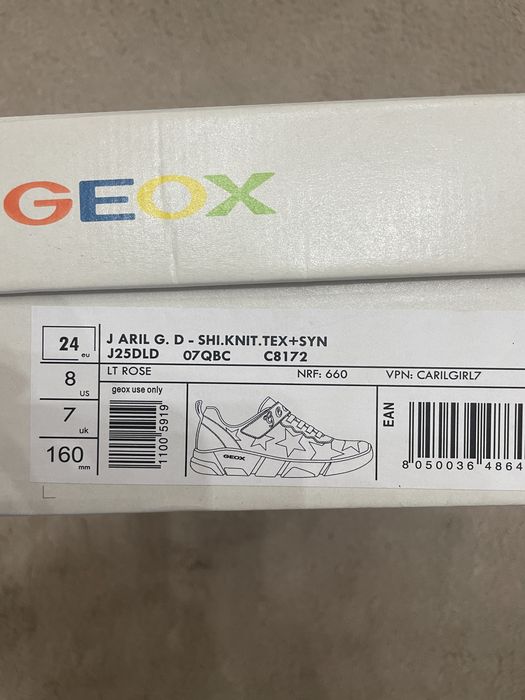 GEOX
24 eu
J ARIL G. D - SHI.KNIT.TEX+SYN
J25DLD 07QBC C8172
8 us
LT ROSE NRF: 660 VPN: CARILGIRL7
geox use only
7 uk
160 mm
1100 5919
GEOX
EAN
8 050036 4864